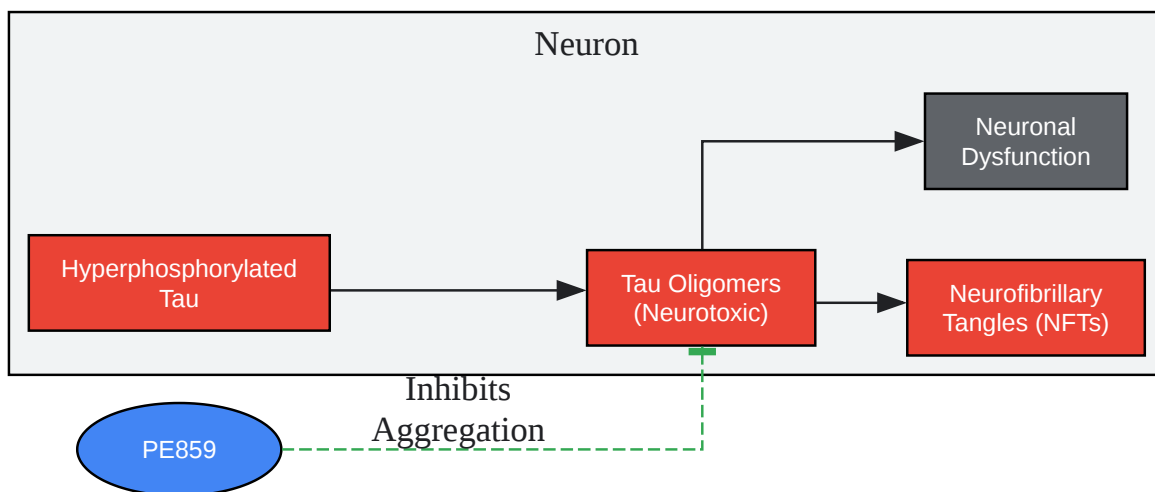 Neuron
Neuronal
Dysfunction
Hyperphosphorylated
Tau
Tau Oligomers
(Neurotoxic)
Neurofibrillary
Tangles (NFTs)
Inhibits
Aggregation
PE859